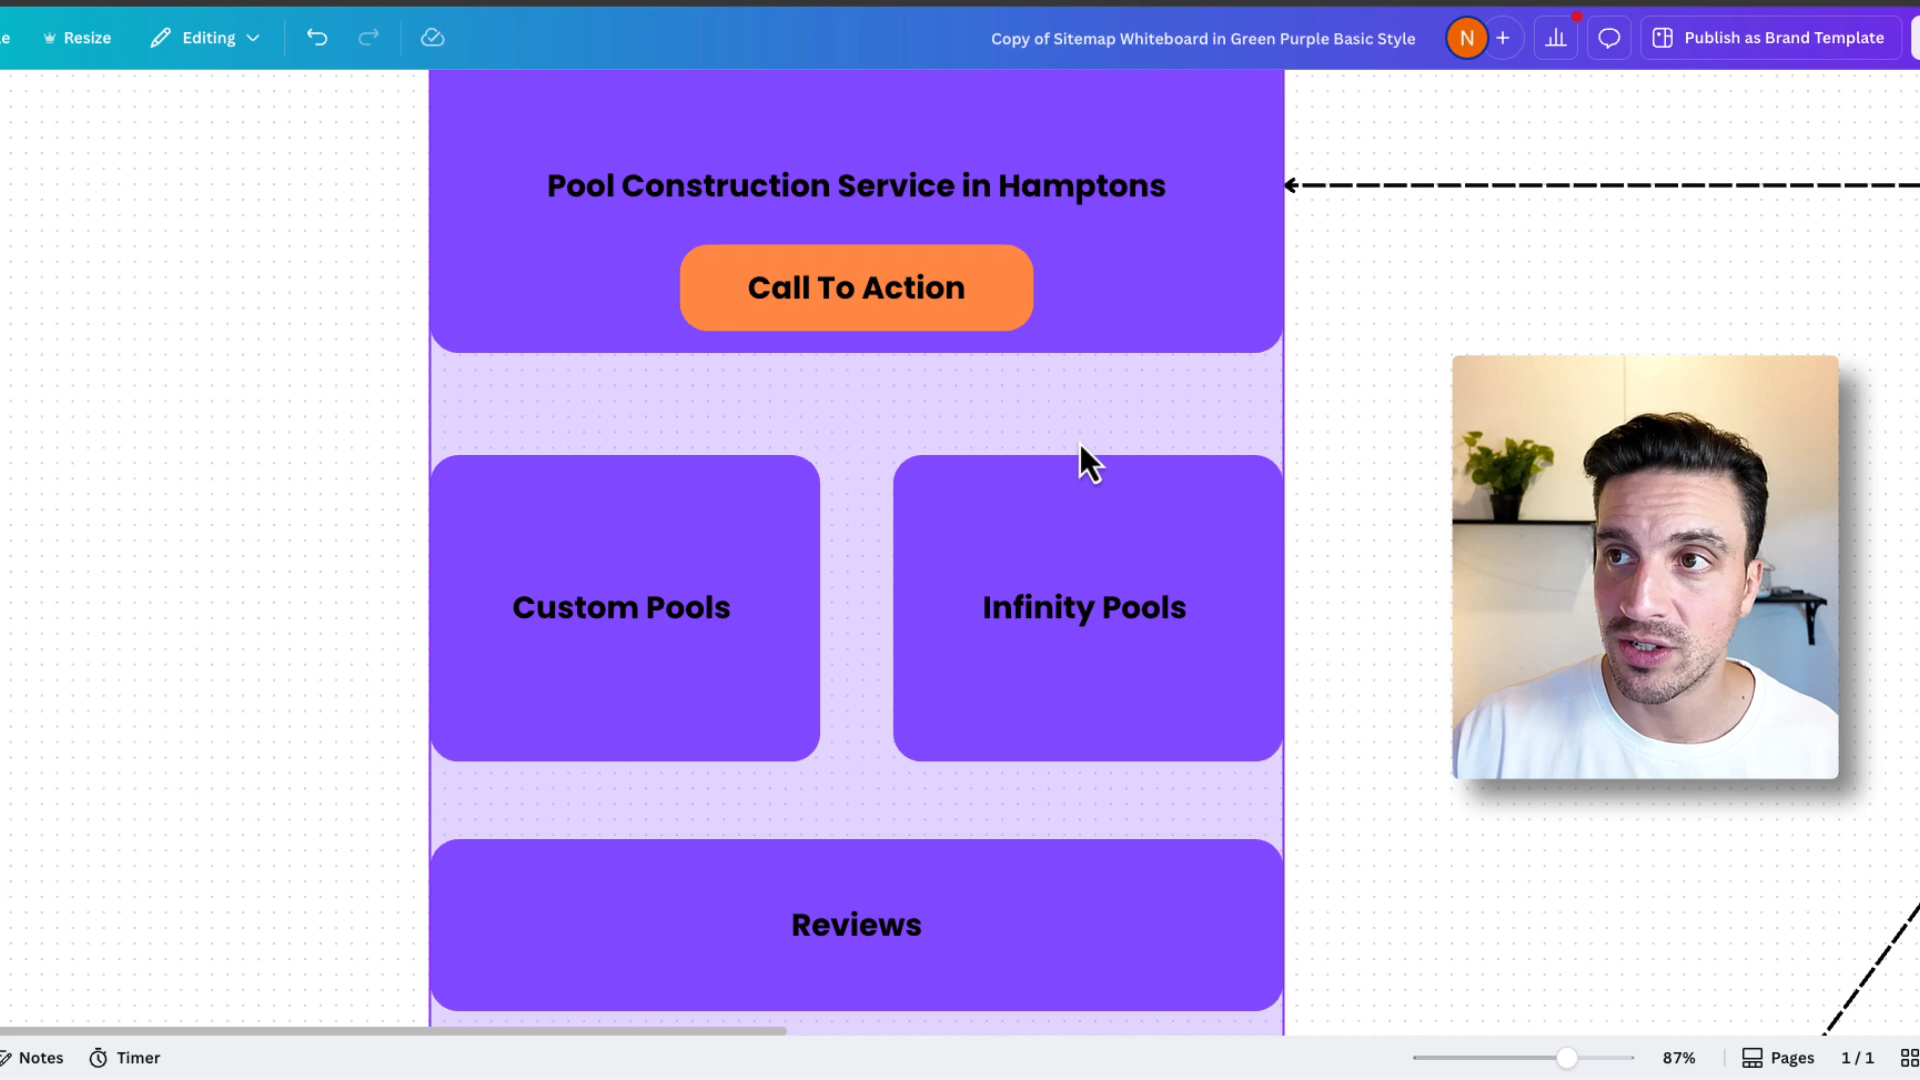 e Resize Editing
Copy of Sitemap Whiteboard in Green Purple Basic Style N + Publish as Brand Template
Pool Construction Service in Hamptons
Call To Action
Custom Pools
Infinity Pools
Reviews
Notes Timer
87% Pages 1 / 1